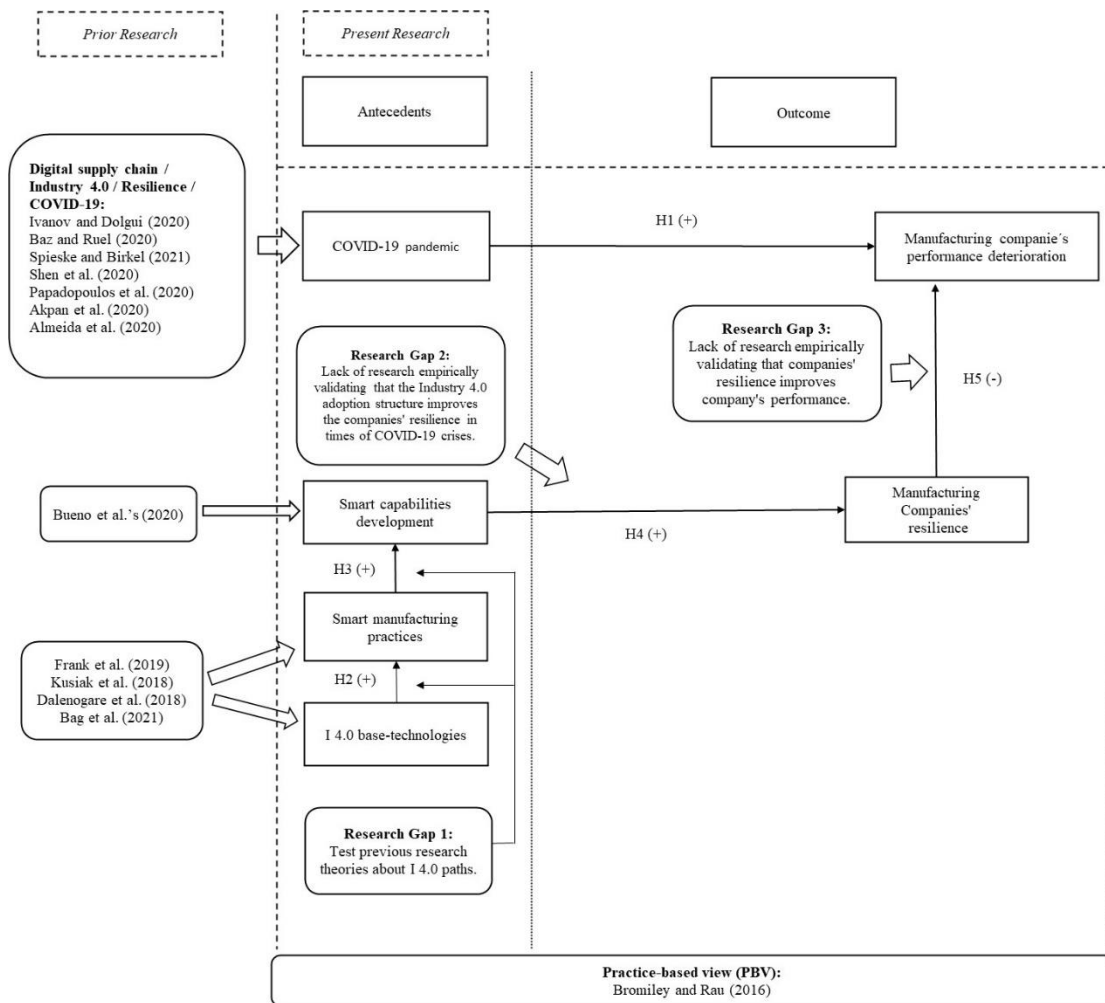 Prior Research
Present Research
Antecedents
Outcome
Digital supply chain /
Industry 4.0 / Resilience /
COVID-19:
Ivanov and Dolgui (2020)
Baz and Ruel (2020)
Spieske and Birkel (2021)
Shen et al. (2020)
Papadopoulos et al. (2020)
Akpan et al. (2020)
Almeida et al. (2020)
COVID-19 pandemic
H1 (+)
Manufacturing companie´s
performance deterioration
Research Gap 2:
Lack of research empirically
validating that the Industry 4.0
adoption structure improves
the companies' resilience in
times of COVID-19 crises.
Research Gap 3:
Lack of research empirically
validating that companies'
resilience improves
company's performance.
H5 (-)
Bueno et al.'s (2020)
Smart capabilities
development
H4 (+)
Manufacturing
Companies'
resilience
H3 (+)
Smart manufacturing
practices
Frank et al. (2019)
Kusiak et al. (2018)
Dalenogare et al. (2018)
Bag et al. (2021)
H2 (+)
I 4.0 base-technologies
Research Gap 1:
Test previous research
theories about I 4.0 paths.
Practice-based view (PBV):
Bromiley and Rau (2016)